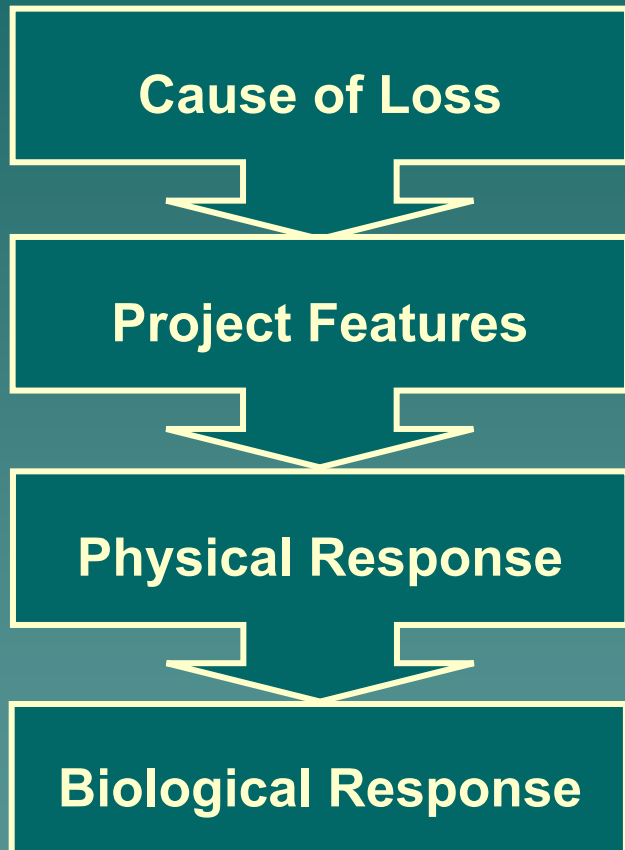 Cause of Loss
Project Features
Physical Response
Biological Response